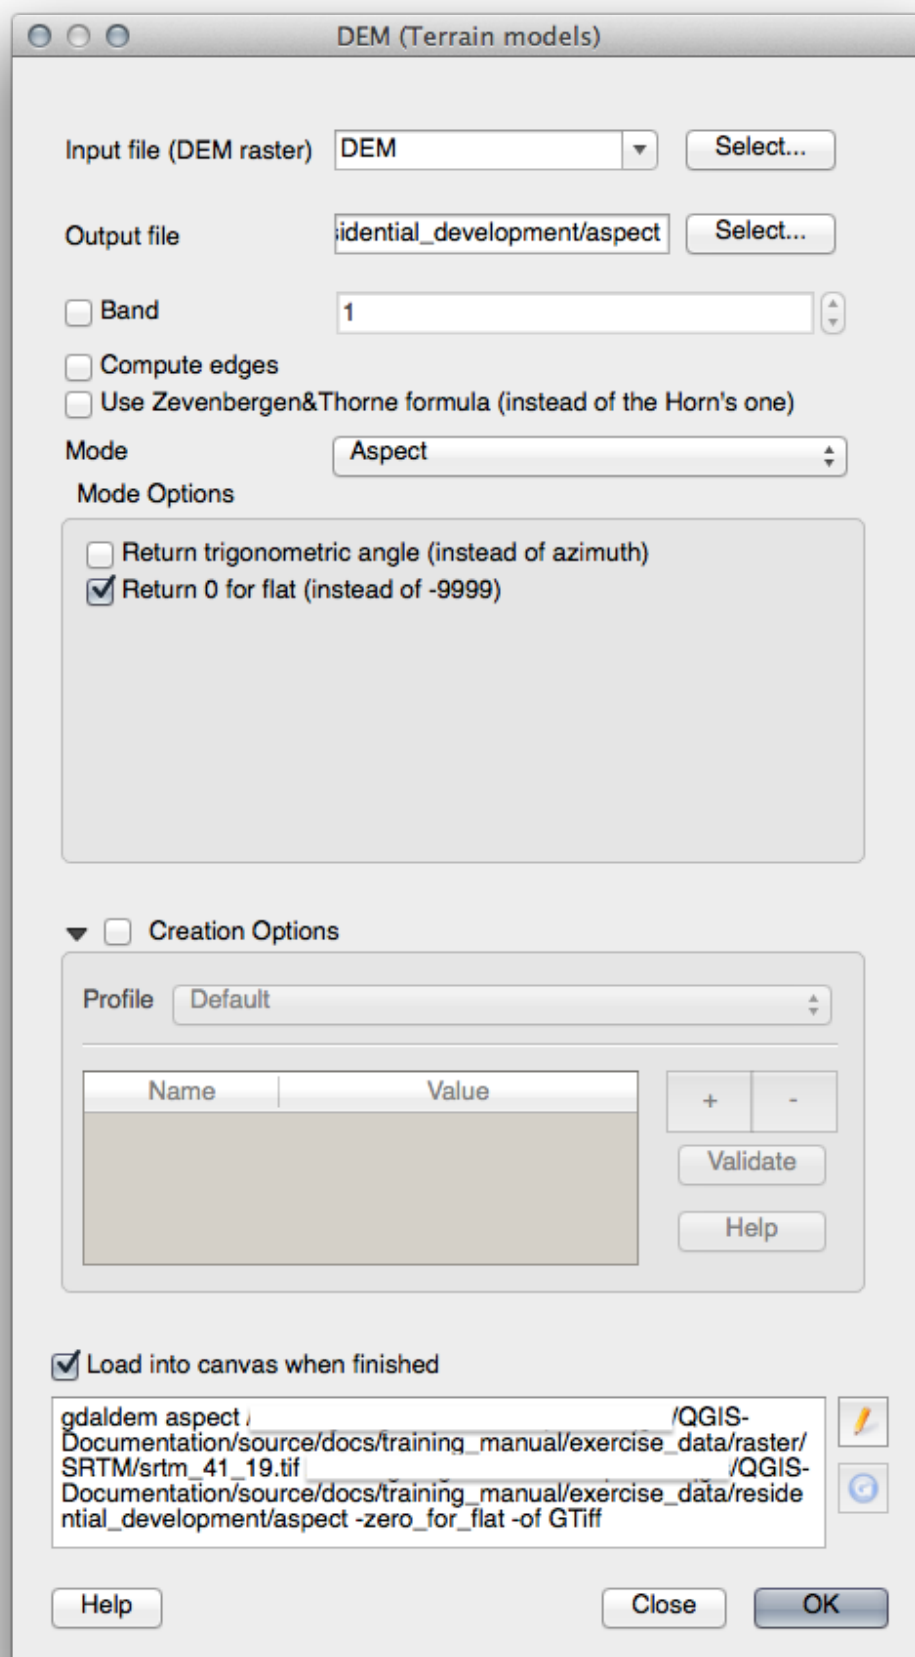 DEM (Terrain models)
Input file (DEM raster) DEM Select...
Output file sidential_development/aspect Select...
Band 1
Compute edges
Use Zevenbergen&Thorne formula (instead of the Horn's one)
Mode Aspect
Mode Options
Return trigonometric angle (instead of azimuth)
Return 0 for flat (instead of -9999)
Creation Options
Profile Default
Name Value + -
Validate
Help
Load into canvas when finished
gdaldem aspect / /QGIS-
Documentation/source/docs/training_manual/exercise_data/raster/
SRTM/srtm_41_19.tif /QGIS-
Documentation/source/docs/training_manual/exercise_data/reside
ntial_development/aspect -zero_for_flat -of GTiff
Help Close OK